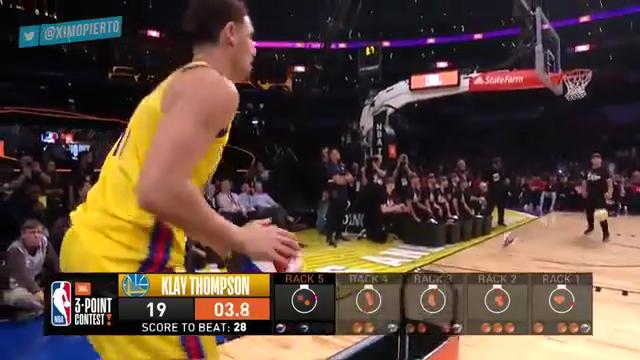 @XIMOPIERTO
StateFarm
KLAY THOMPSON
19 03.8
SCORE TO BEAT: 28
JBL
3-POINT
CONTEST
NBA
RACK 5 RACK 4 RACK 3 RACK 2 RACK 1